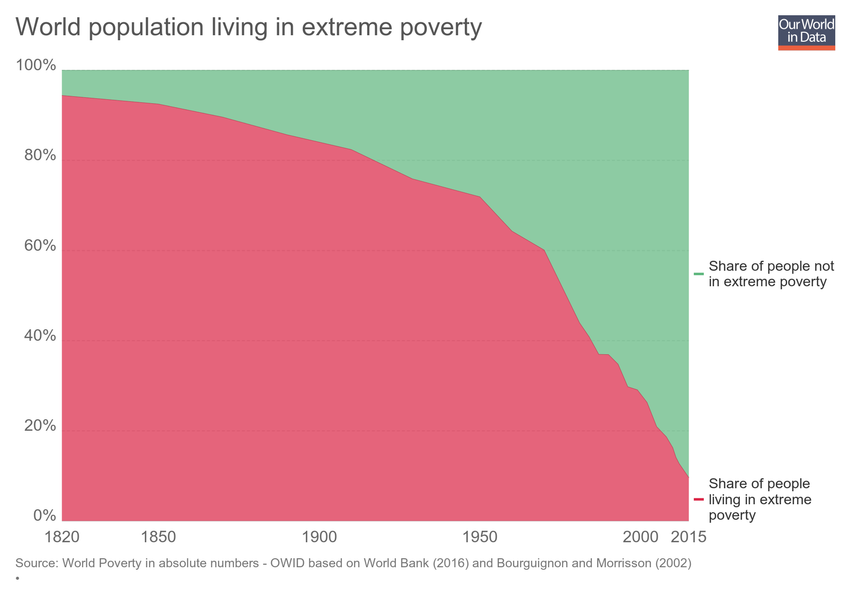 World population living in extreme poverty
Our World
in Data
100%
80%
60%
40%
20%
0%
Share of people not
in extreme poverty
Share of people
living in extreme
poverty
1820
1850
1900
1950
2000
2015
Source: World Poverty in absolute numbers - OWID based on World Bank (2016) and Bourguignon and Morrisson (2002)
•